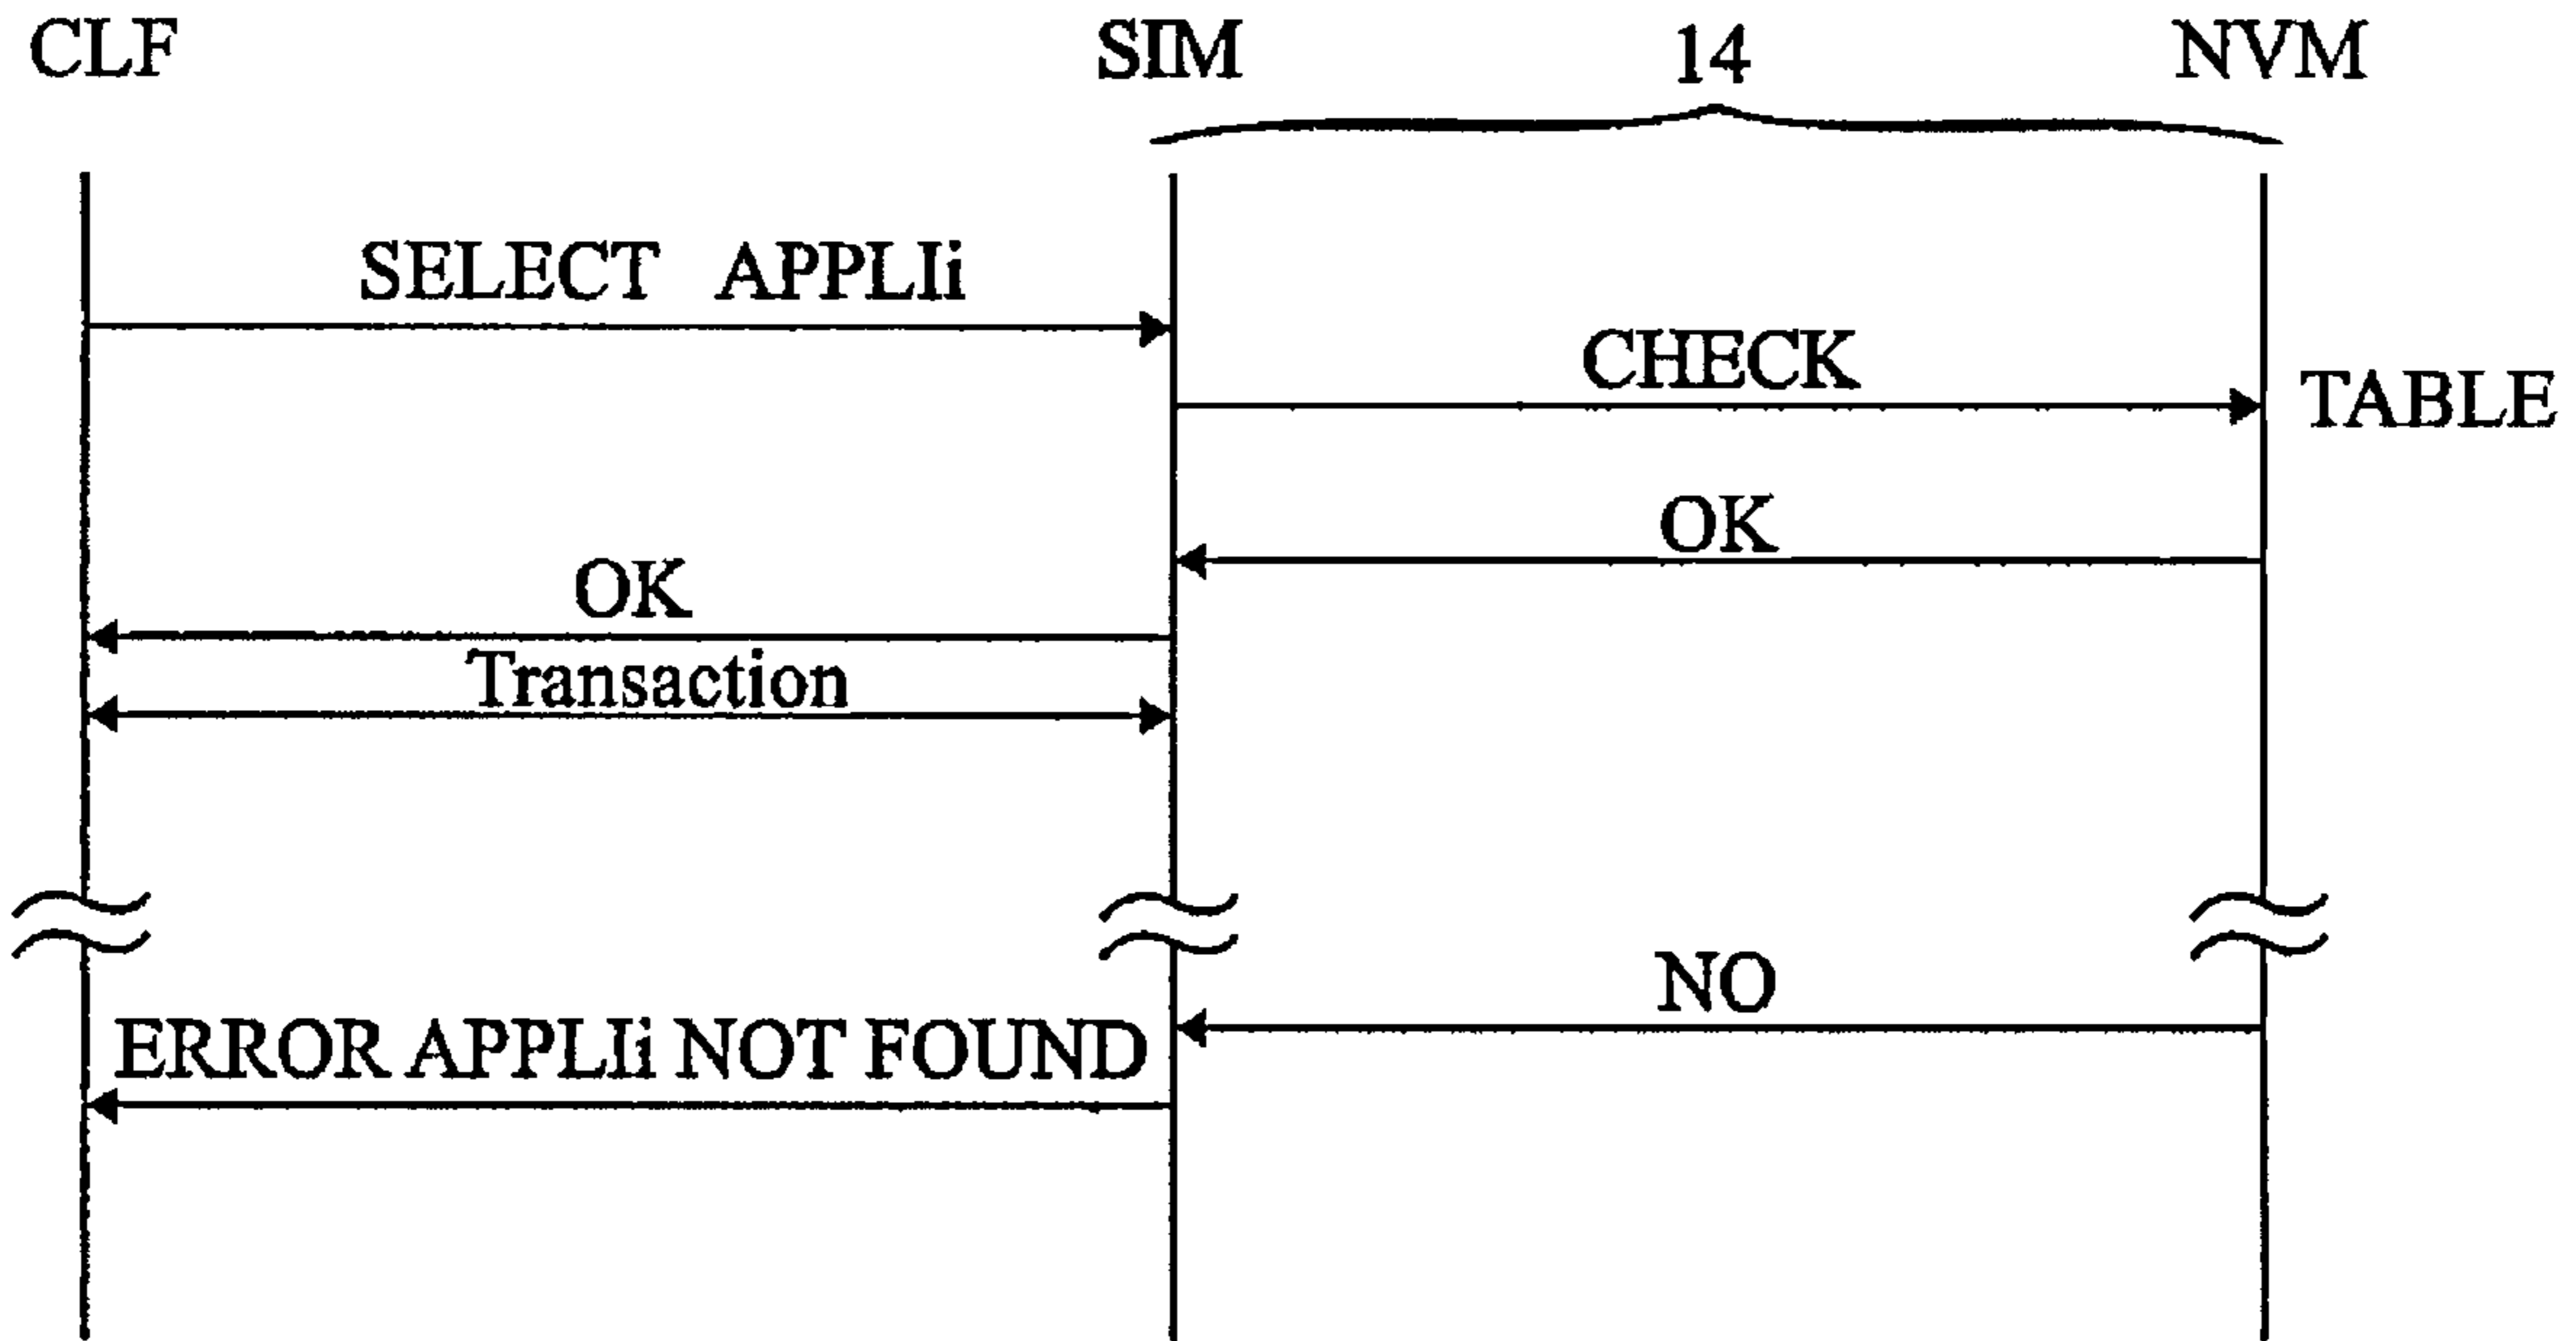 CLF SIM 14 NVM
SELECT APPLIi
CHECK
TABLE
OK
OK
Transaction
NO
ERROR APPLIi NOT FOUND